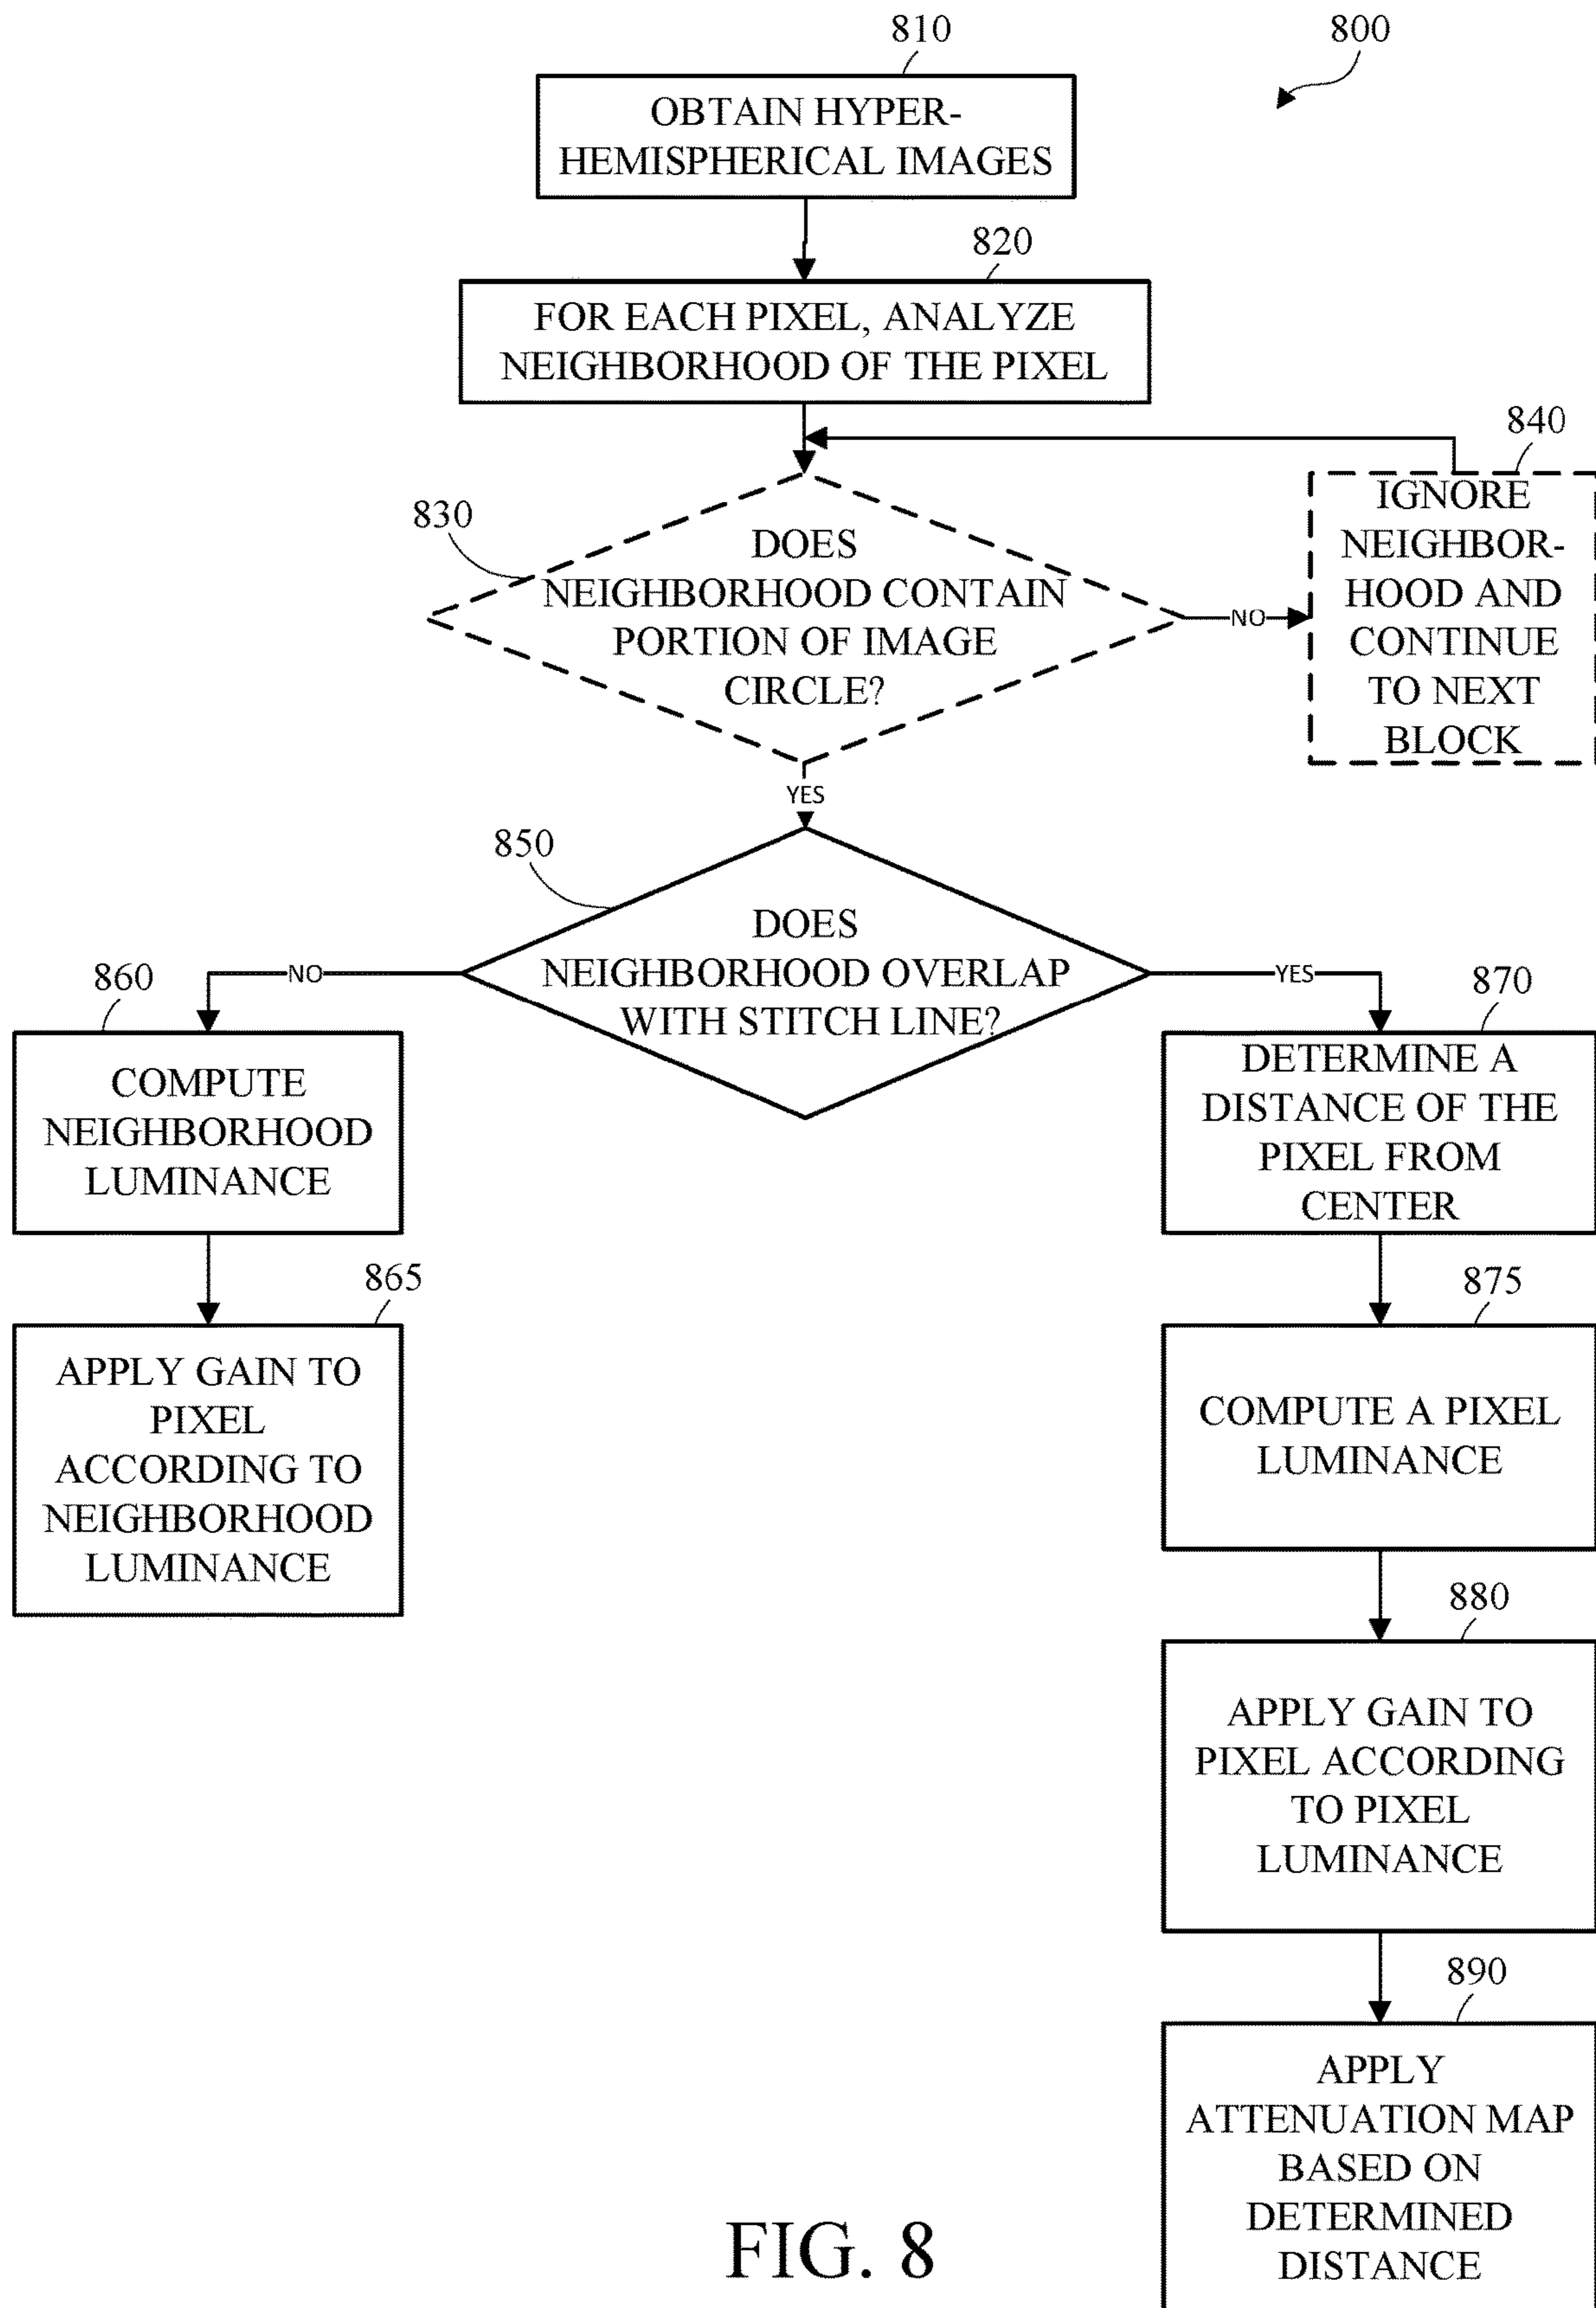 810
800
OBTAIN HYPER-
HEMISPHERICAL IMAGES
820
FOR EACH PIXEL, ANALYZE
NEIGHBORHOOD OF THE PIXEL
830
DOES
NEIGHBORHOOD CONTAIN
PORTION OF IMAGE
CIRCLE?
NO
840
IGNORE
NEIGHBOR-
HOOD AND
CONTINUE
TO NEXT
BLOCK
YES
850
DOES
NEIGHBORHOOD OVERLAP
WITH STITCH LINE?
NO
YES
860
COMPUTE
NEIGHBORHOOD
LUMINANCE
865
APPLY GAIN TO
PIXEL
ACCORDING TO
NEIGHBORHOOD
LUMINANCE
870
DETERMINE A
DISTANCE OF THE
PIXEL FROM
CENTER
875
COMPUTE A PIXEL
LUMINANCE
880
APPLY GAIN TO
PIXEL ACCORDING
TO PIXEL
LUMINANCE
890
APPLY
ATTENUATION MAP
BASED ON
DETERMINED
DISTANCE
FIG. 8